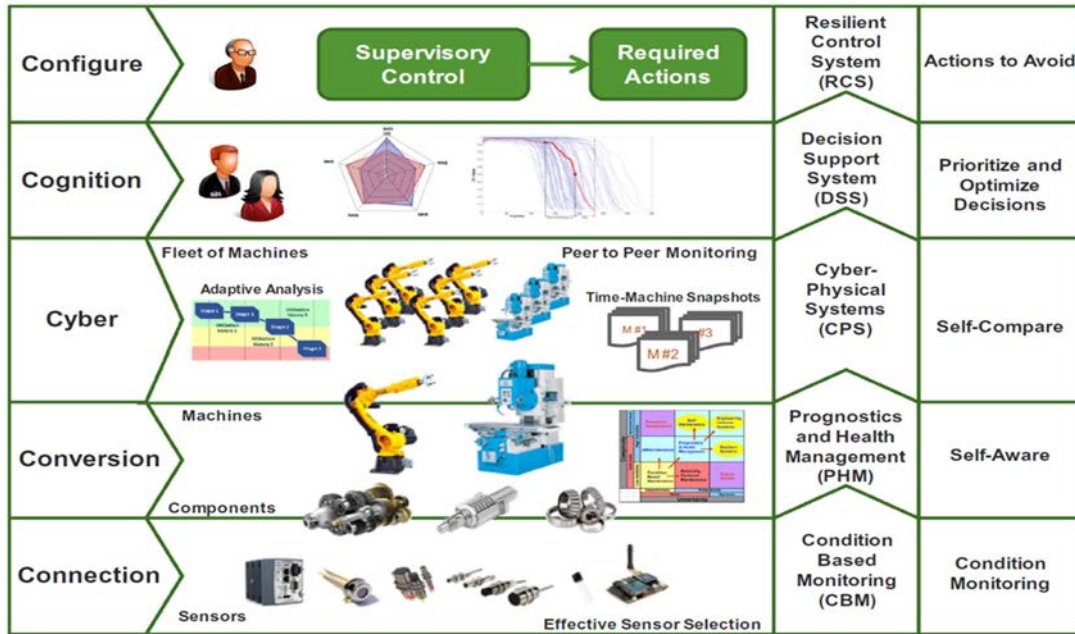 Configure
Supervisory
Control
Required
Actions
Resilient
Control
System
(RCS)
Actions to Avoid
Cognition
Decision
Support
System
(DSS)
Prioritize and
Optimize
Decisions
Cyber
Fleet of Machines
Peer to Peer Monitoring
Adaptive Analysis
Time-Machine Snapshots
M #1
#3
M #2
Cyber-
Physical
Systems
(CPS)
Self-Compare
Conversion
Machines
Components
Prognostics
and Health
Management
(PHM)
Self-Aware
Connection
Sensors
Effective Sensor Selection
Condition
Based
Monitoring
(CBM)
Condition
Monitoring